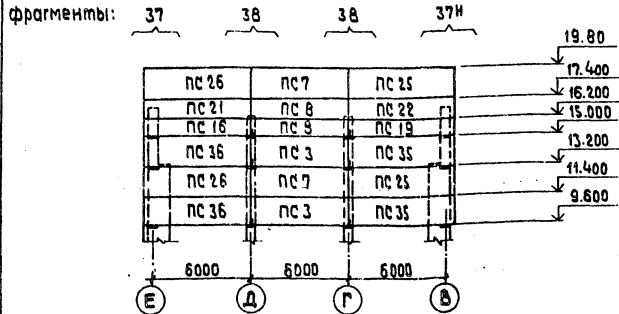 фрагменты: 37 38 38 37н
19.80
ПС 26 ПС 7 ПС 25
17.400
ПС 21 ПС 8 ПС 22
16.200
ПС 16 ПС 9 ПС 19
15.000
ПС 36 ПС 3 ПС 35
13.200
ПС 26 ПС 7 ПС 25
11.400
ПС 36 ПС 3 ПС 35
9.600
6000 6000 6000
Е Д Г В